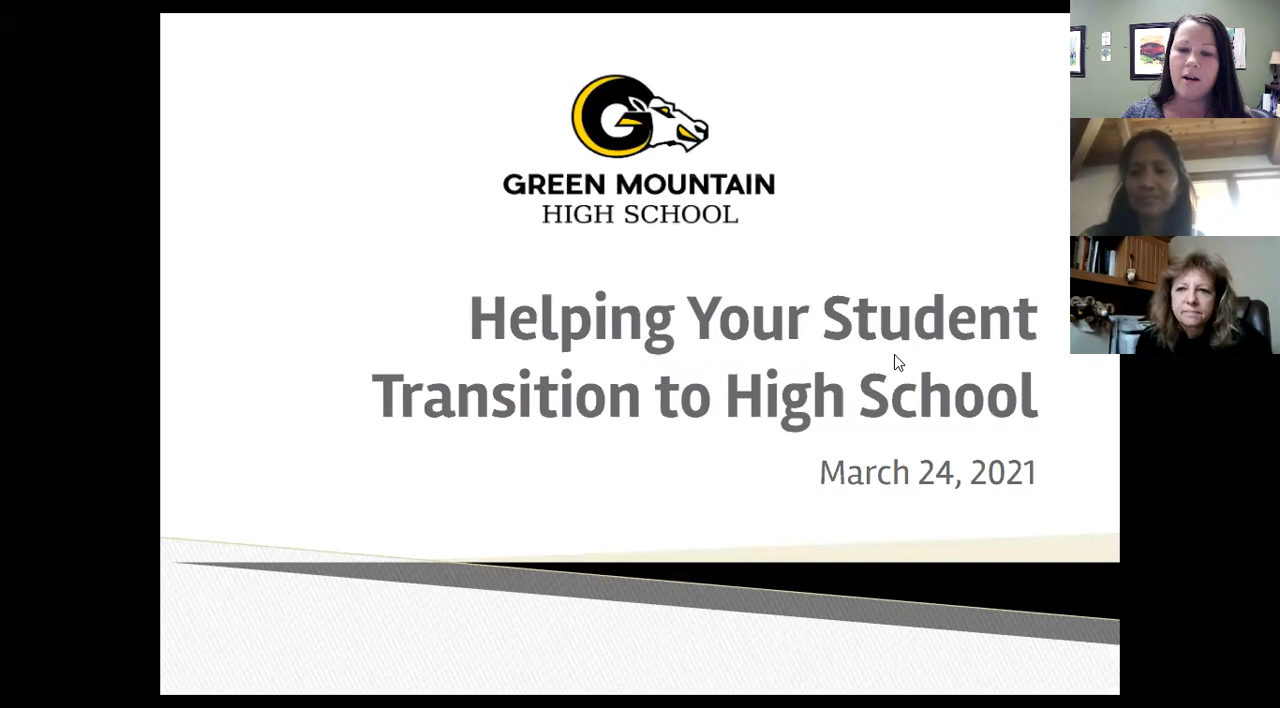 G
GREEN MOUNTAIN
HIGH SCHOOL
Helping Your Student
Transition to High School
March 24, 2021